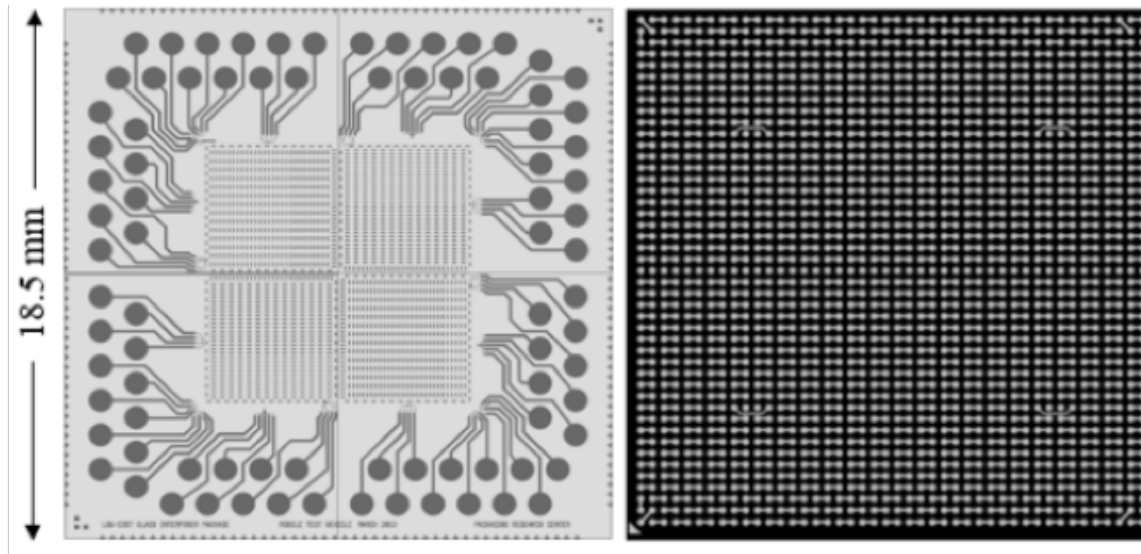 18.5 mm
LOW-COST GLASS INTERPOSER PACKAGE MOBILE TEST VEHICLE MARCH 2013 PACKAGING RESEARCH CENTER